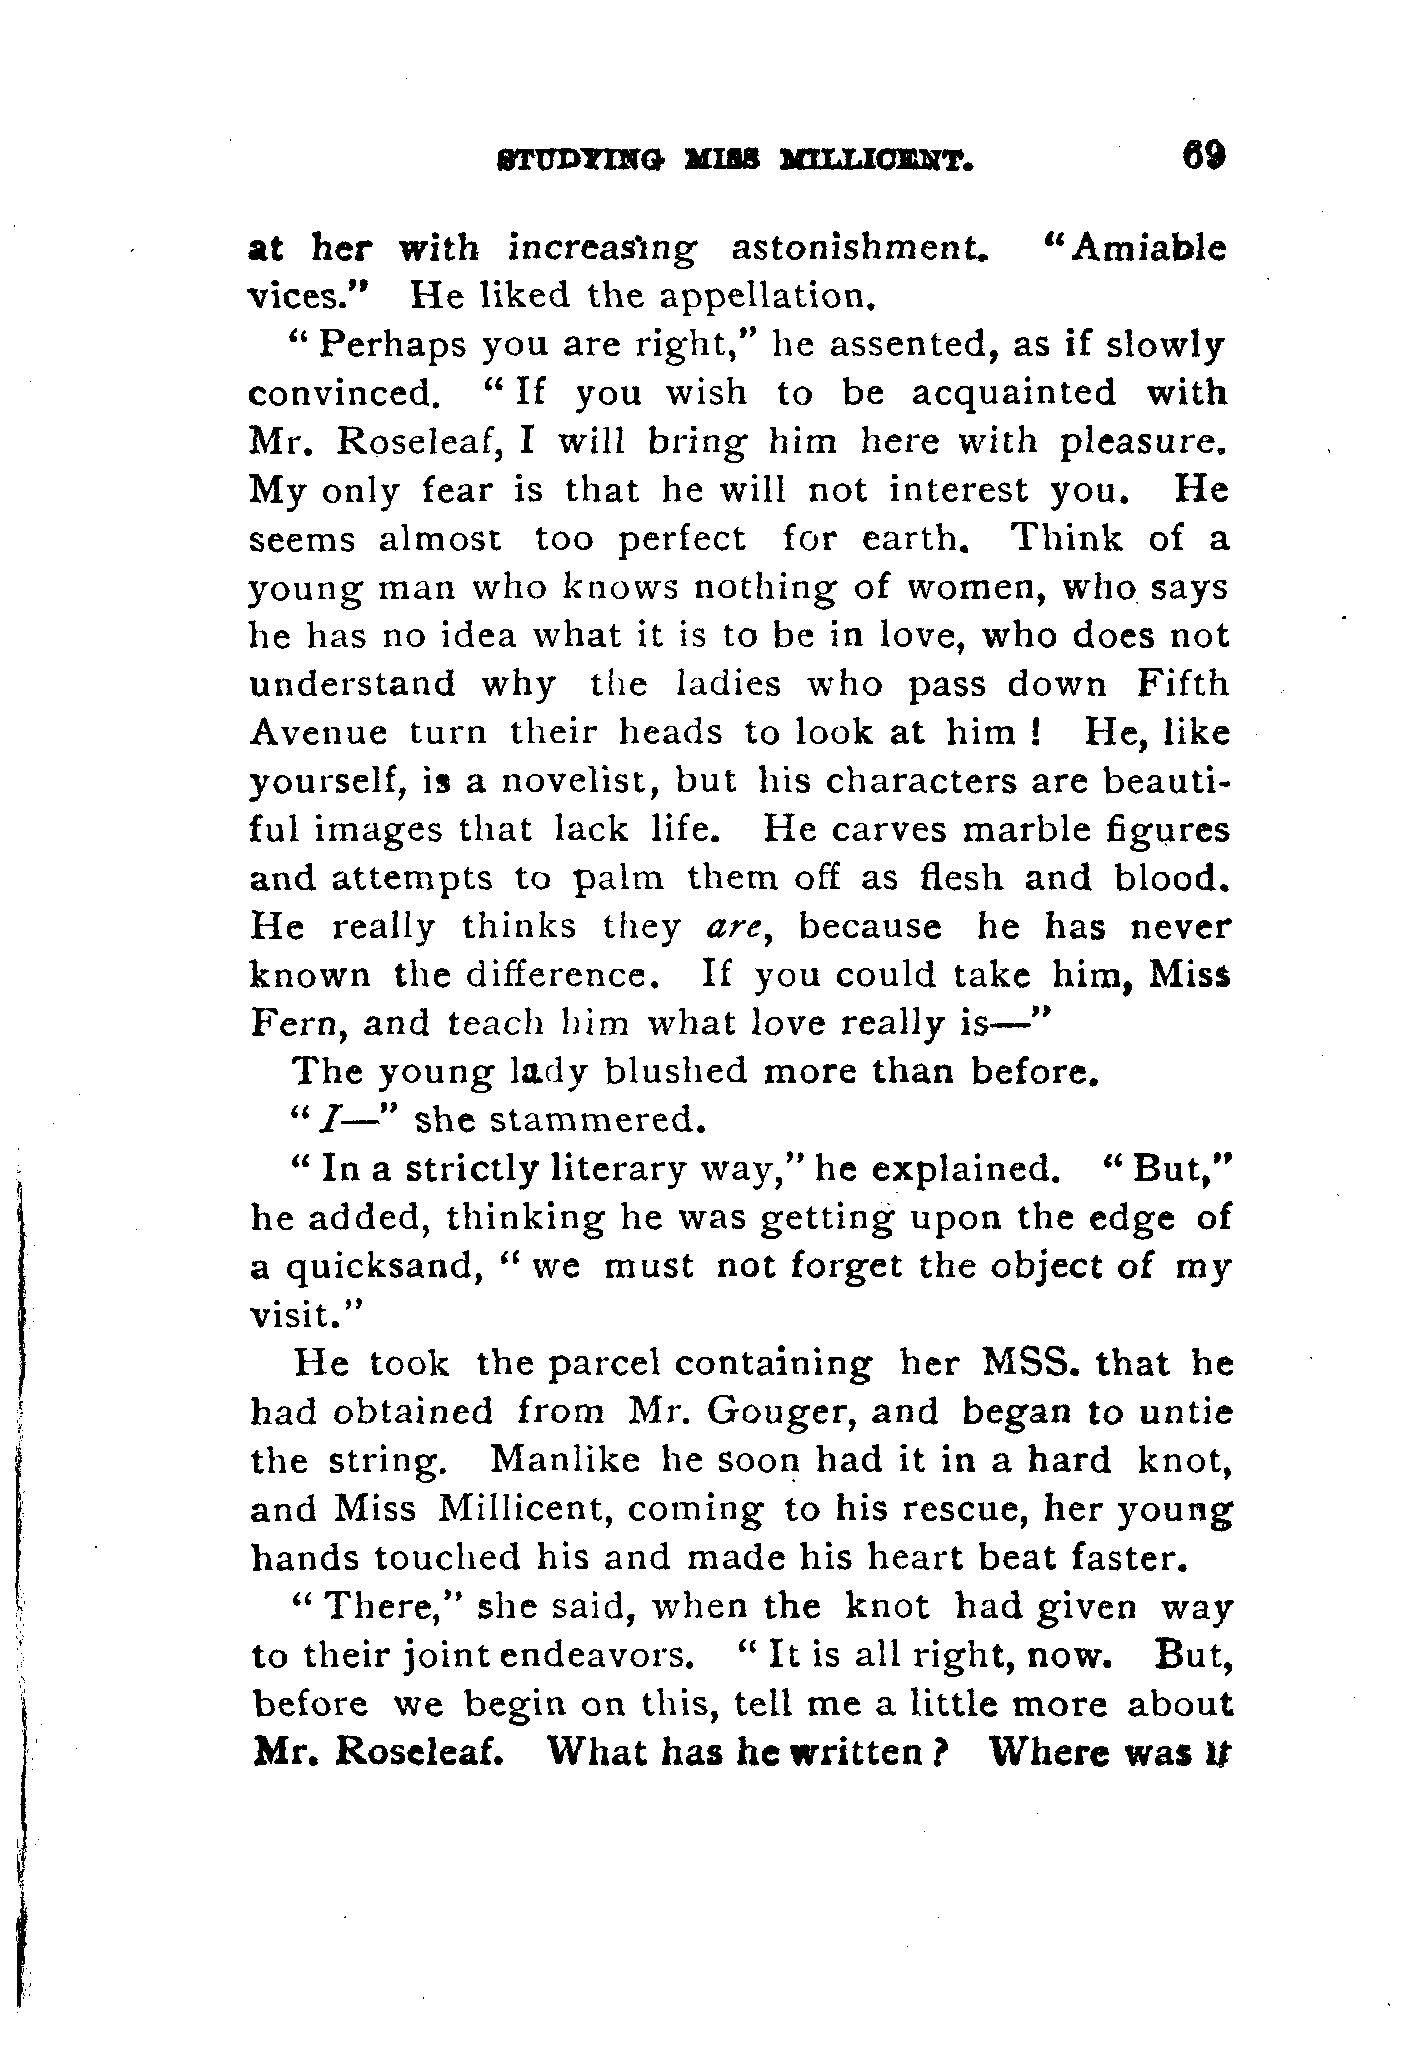 STUDYING MISS MILLICENT. 69
at her with increasing astonishment. "Amiable
vices." He liked the appellation.
"Perhaps you are right," he assented, as if slowly
convinced. "If you wish to be acquainted with
Mr. Roseleaf, I will bring him here with pleasure.
My only fear is that he will not interest you. He
seems almost too perfect for earth. Think of a
young man who knows nothing of women, who says
he has no idea what it is to be in love, who does not
understand why the ladies who pass down Fifth
Avenue turn their heads to look at him! He, like
yourself, is a novelist, but his characters are beauti-
ful images that lack life. He carves marble figures
and attempts to palm them off as flesh and blood.
He really thinks they are, because he has never
known the difference. If you could take him, Miss
Fern, and teach him what love really is—"
The young lady blushed more than before.
"I—" she stammered.
"In a strictly literary way," he explained. "But,"
he added, thinking he was getting upon the edge of
a quicksand, "we must not forget the object of my
visit."
He took the parcel containing her MSS. that he
had obtained from Mr. Gouger, and began to untie
the string. Manlike he soon had it in a hard knot,
and Miss Millicent, coming to his rescue, her young
hands touched his and made his heart beat faster.
"There," she said, when the knot had given way
to their joint endeavors. "It is all right, now. But,
before we begin on this, tell me a little more about
Mr. Roseleaf. What has he written? Where was it